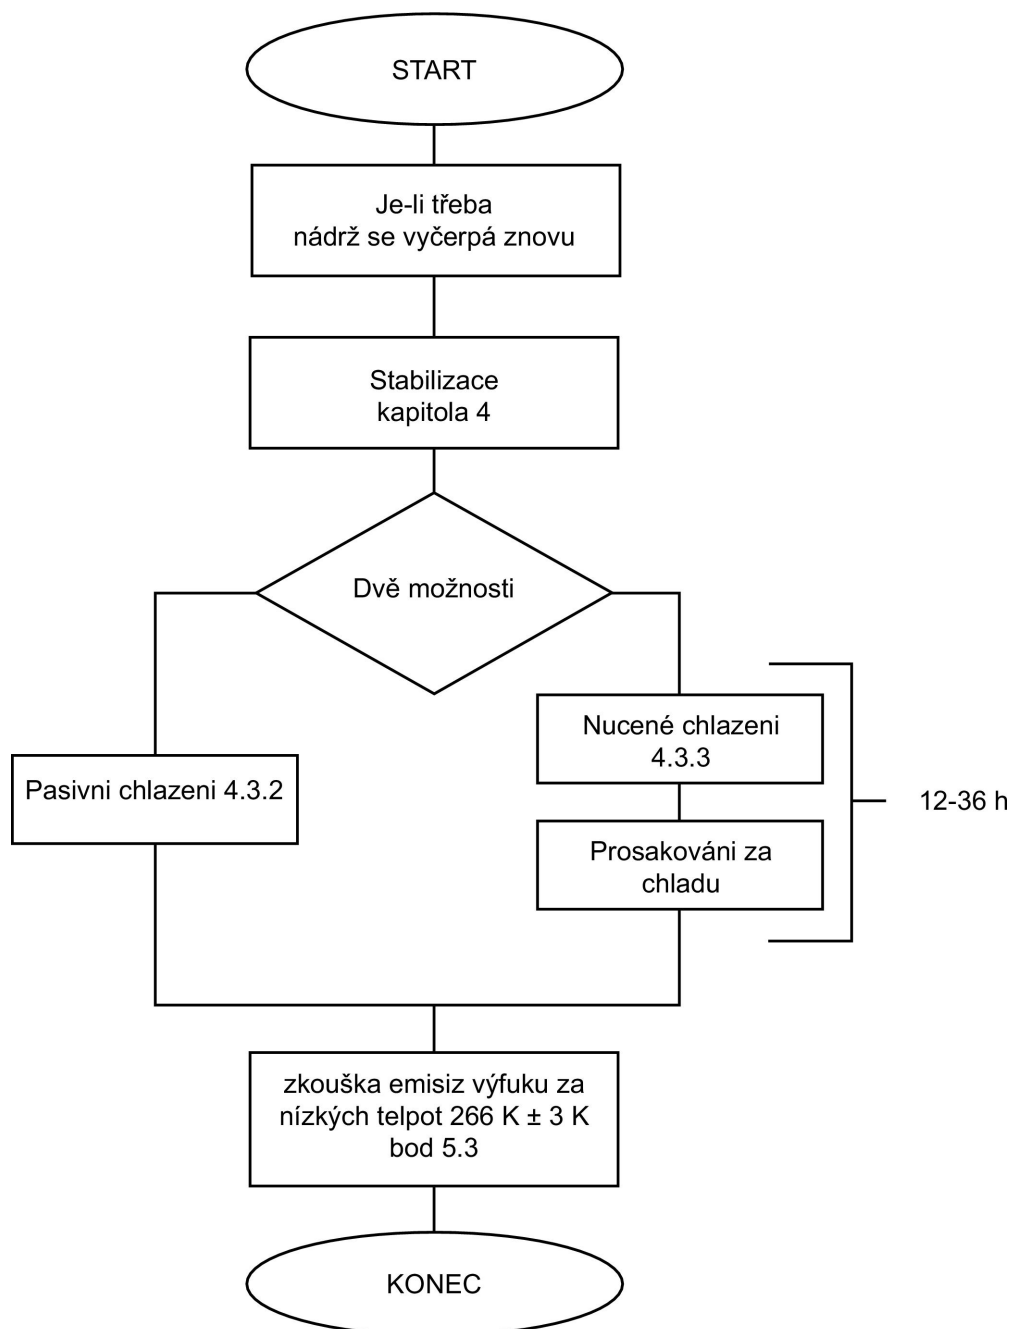 START
Je-li třeba
nádrž se vyčerpá znovu
Stabilizace
kapitola 4
Dvě možnosti
Nucené chlazeni
4.3.3
Pasivni chlazeni 4.3.2
12-36 h
Prosakováni za
chladu
zkouška emisiz výfuku za
nízkých telpot 266 K ± 3 K
bod 5.3
KONEC